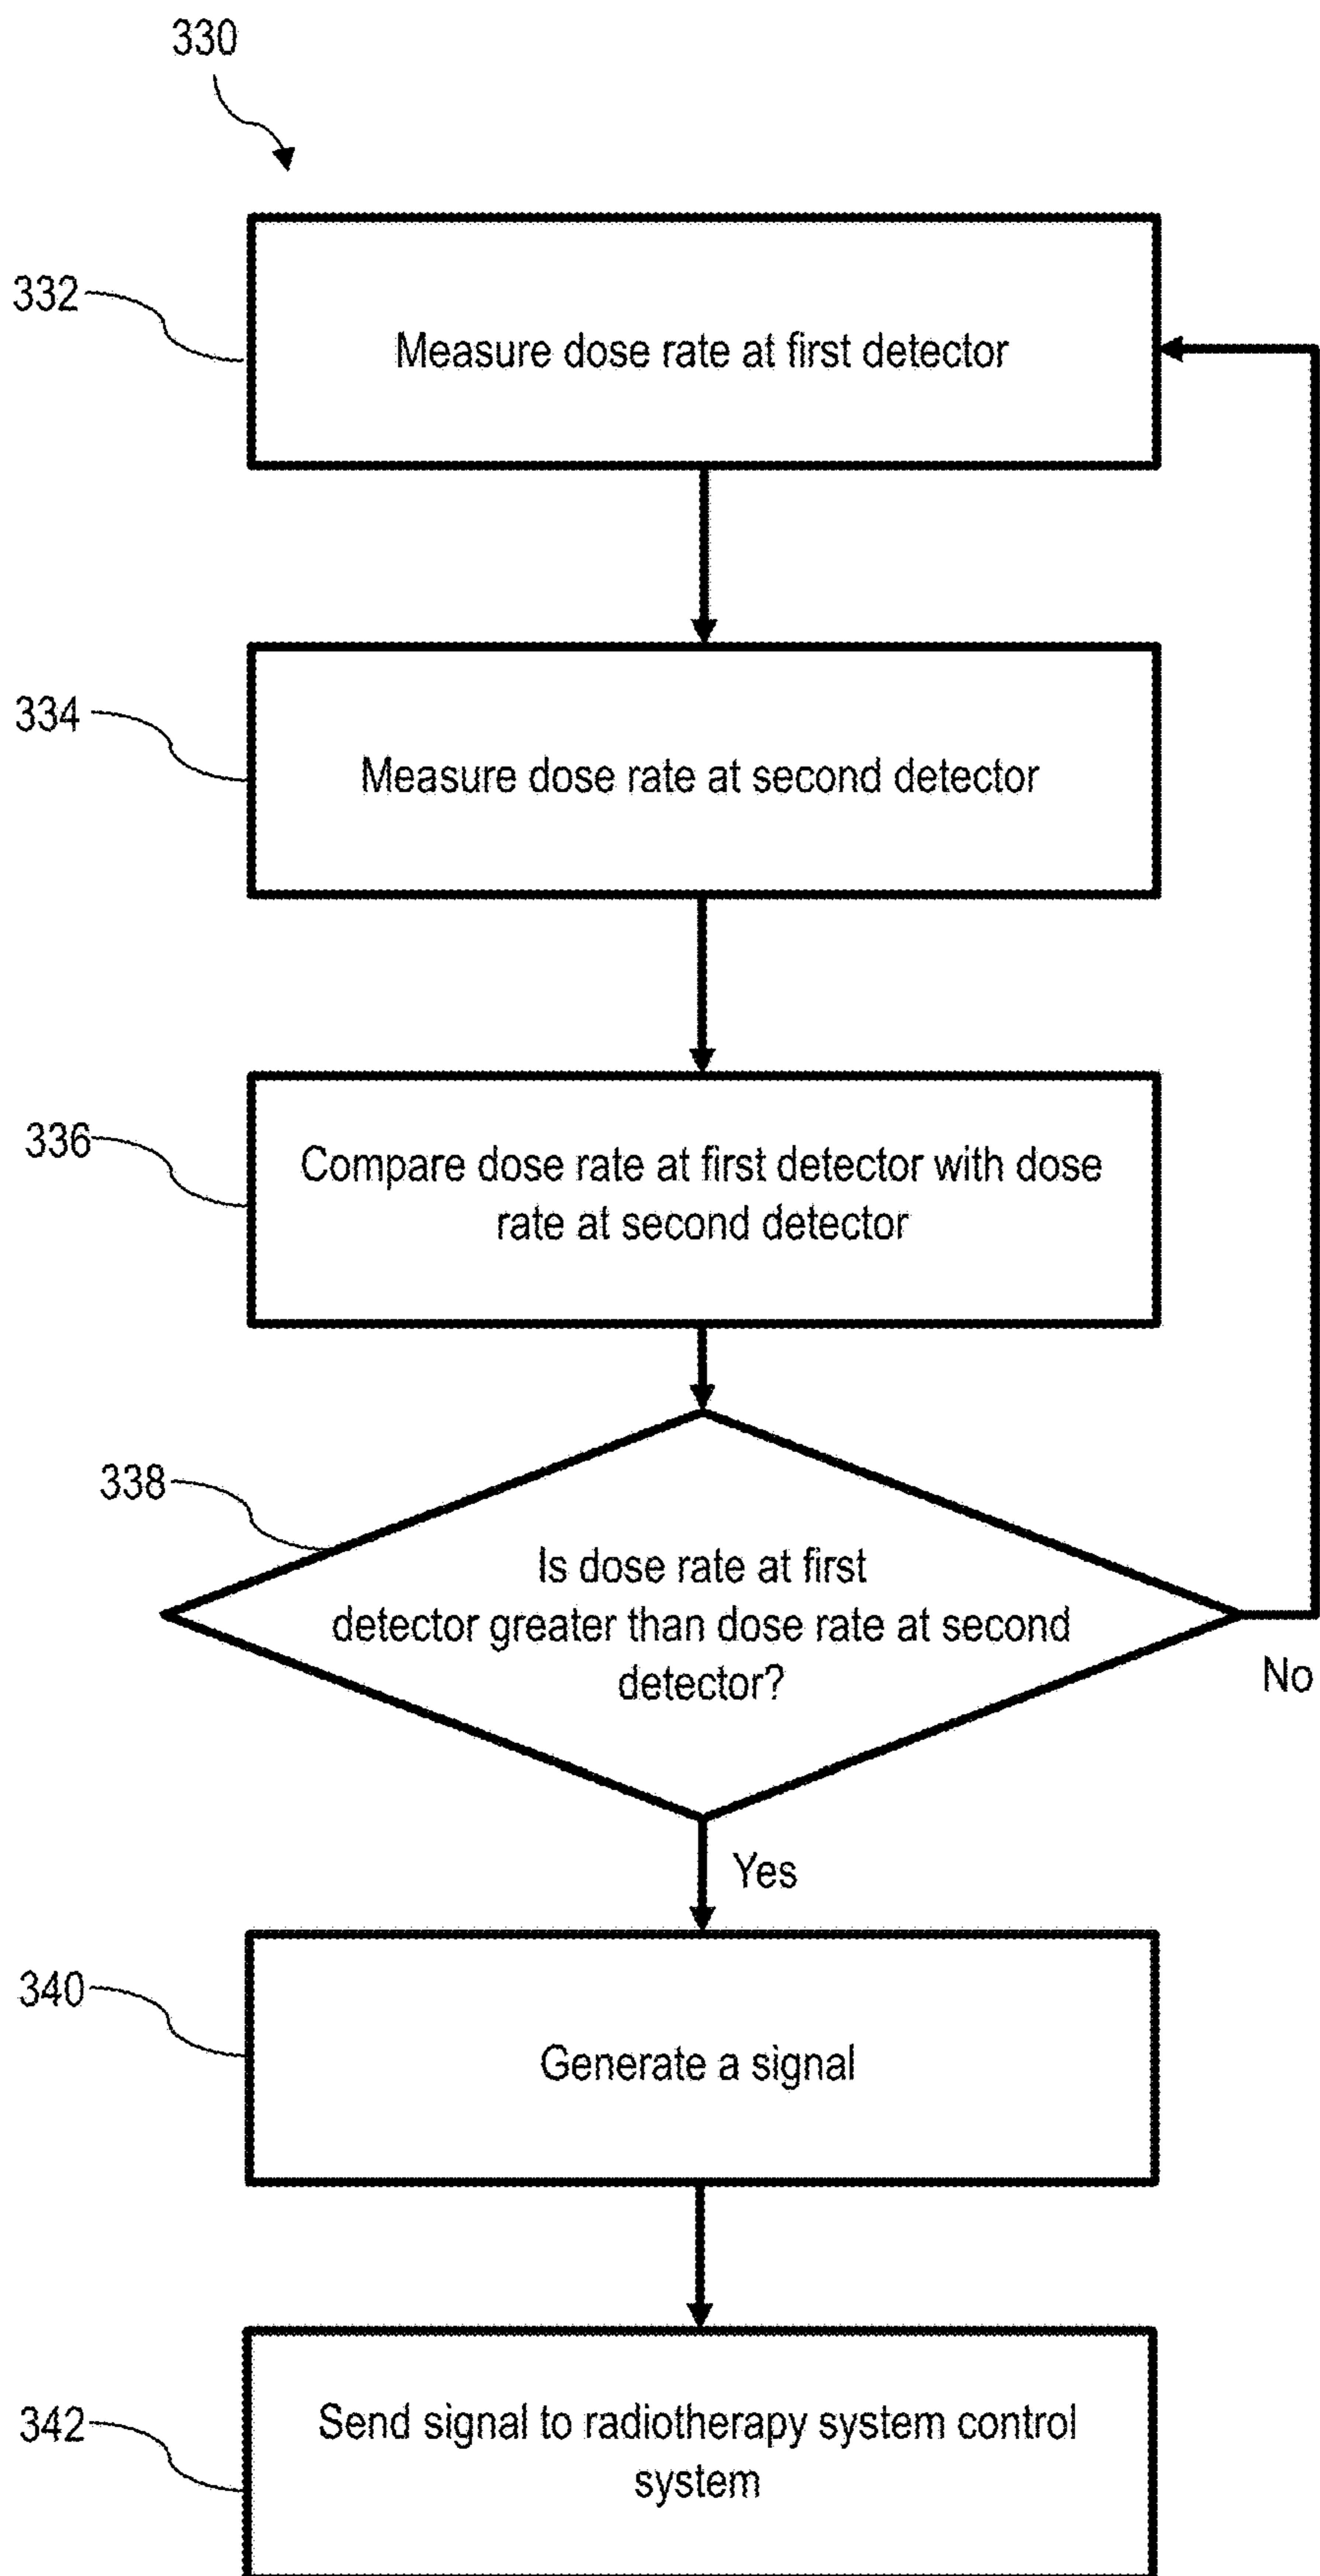 330
332
Measure dose rate at first detector
334
Measure dose rate at second detector
336
Compare dose rate at first detector with dose
rate at second detector
338
Is dose rate at first
detector greater than dose rate at second
detector?
No
Yes
340
Generate a signal
342
Send signal to radiotherapy system control
system